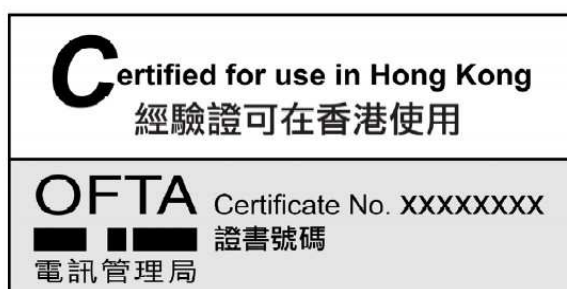 Certified for use in Hong Kong
經驗證可在香港使用
OFTA Certificate No. XXXXXXXX
證書號碼
電訊管理局